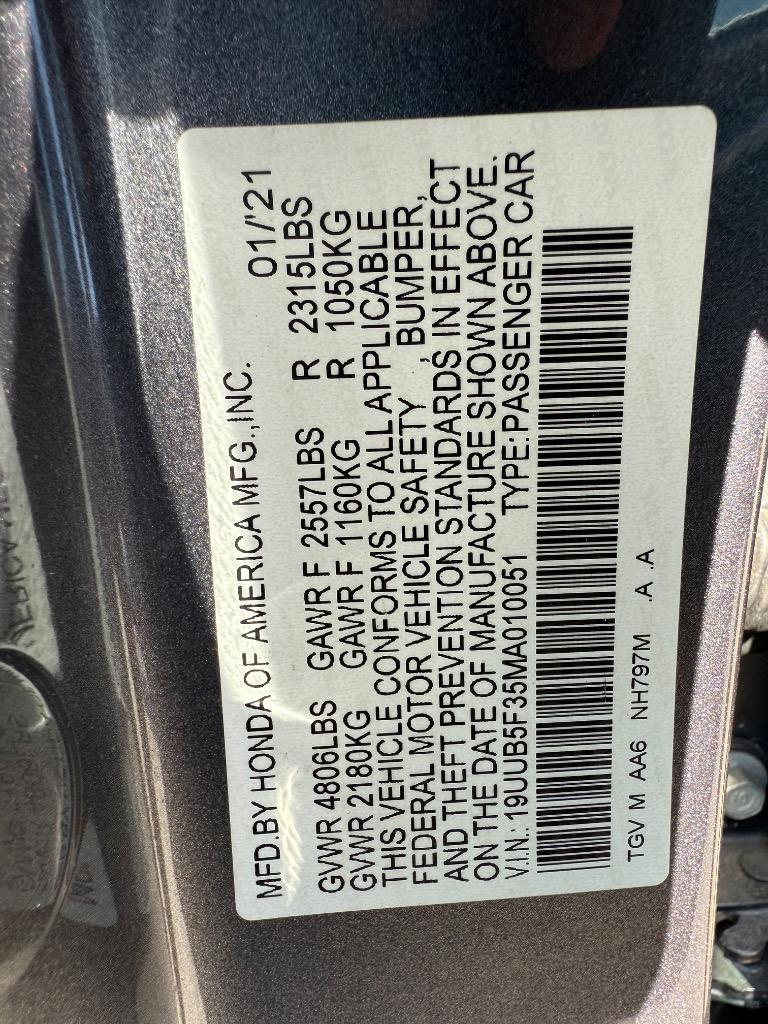 MFD.BY HONDA OF AMERICA MFG.,INC. 01/'21
GVWR 4806LBS GAWR F 2557LBS R 2315LBS
GVWR 2180KG GAWR F 1160KG R 1050KG
THIS VEHICLE CONFORMS TO ALL APPLICABLE
FEDERAL MOTOR VEHICLE SAFETY , BUMPER,
AND THEFT PREVENTION STANDARDS IN EFFECT
ON THE DATE OF MANUFACTURE SHOWN ABOVE.
V.I.N.: 19UUB5F35MA010051 TYPE:PASSENGER CAR
TGV M AA6 NH797M .A .A